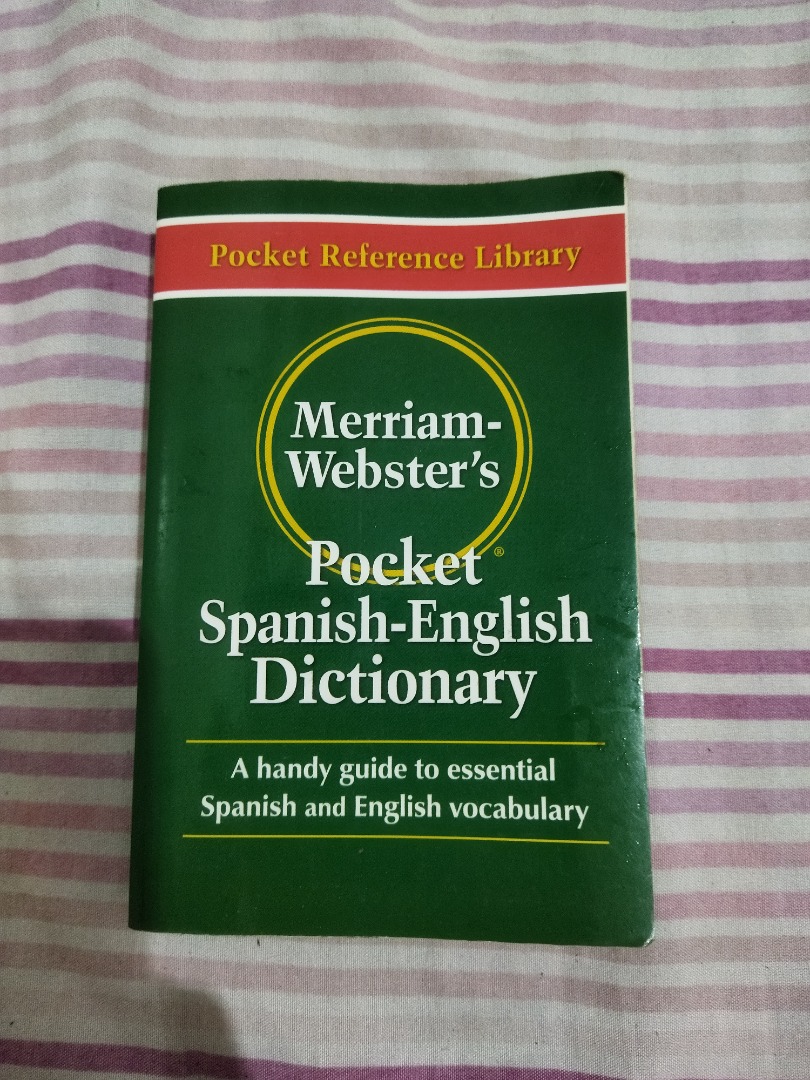 Pocket Reference Library
Merriam-
Webster's
Pocket ®
Spanish-English
Dictionary
A handy guide to essential
Spanish and English vocabulary